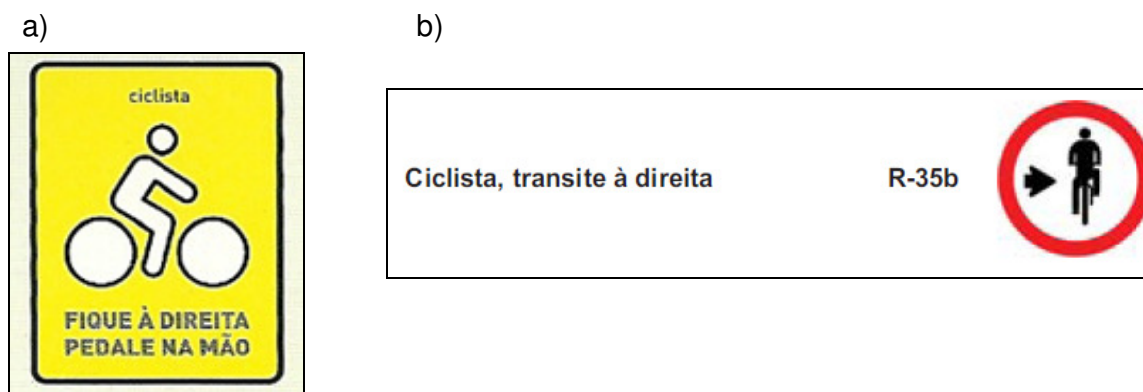 a)
b)
ciclista
FIQUE À DIREITA
PEDALE NA MÃO
Ciclista, transite à direita R-35b